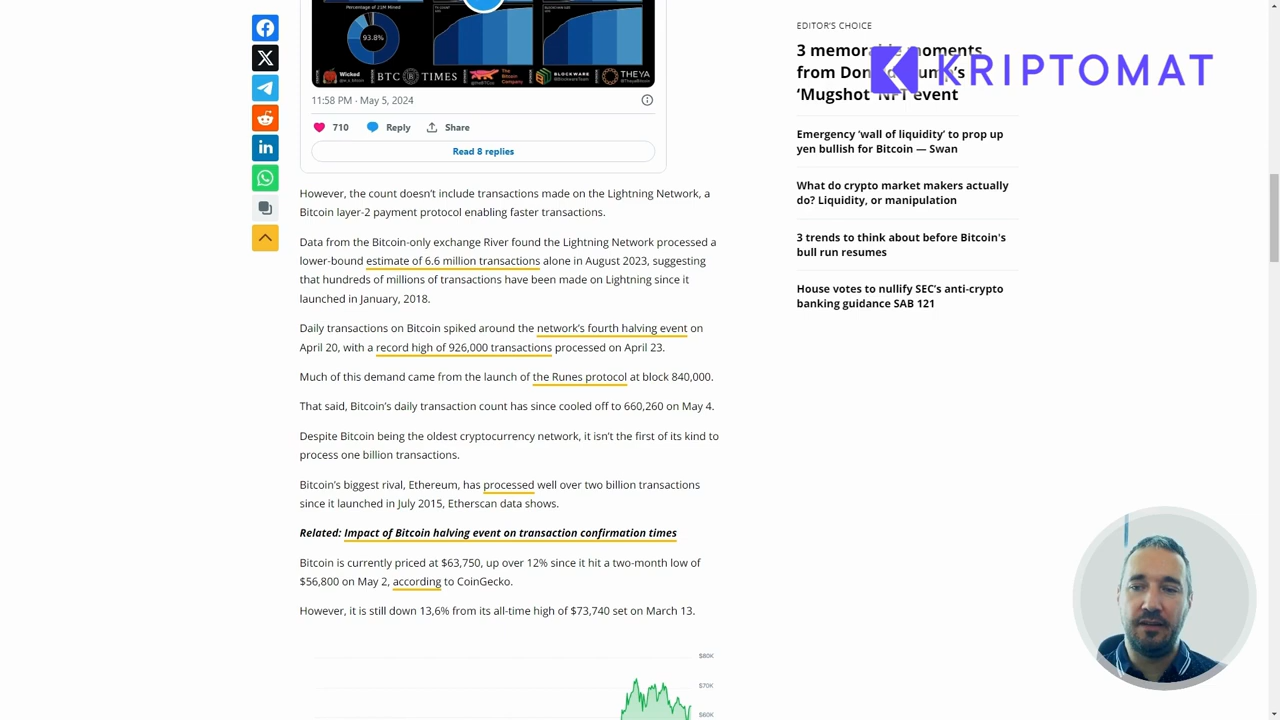 Percentage of 21M Mined
93.8%
Wicked
BTC TIMES
The Bitcoin Company
BLOCKWARE
THEYA
11:58 PM · May 5, 2024
710 Reply Share
Read 8 replies
However, the count doesn't include transactions made on the Lightning Network, a
Bitcoin layer-2 payment protocol enabling faster transactions.
Data from the Bitcoin-only exchange River found the Lightning Network processed a
lower-bound estimate of 6.6 million transactions alone in August 2023, suggesting
that hundreds of millions of transactions have been made on Lightning since it
launched in January, 2018.
Daily transactions on Bitcoin spiked around the network's fourth halving event on
April 20, with a record high of 926,000 transactions processed on April 23.
Much of this demand came from the launch of the Runes protocol at block 840,000.
That said, Bitcoin's daily transaction count has since cooled off to 660,260 on May 4.
Despite Bitcoin being the oldest cryptocurrency network, it isn't the first of its kind to
process one billion transactions.
Bitcoin's biggest rival, Ethereum, has processed well over two billion transactions
since it launched in July 2015, Etherscan data shows.
Related: Impact of Bitcoin halving event on transaction confirmation times
Bitcoin is currently priced at $63,750, up over 12% since it hit a two-month low of
$56,800 on May 2, according to CoinGecko.
However, it is still down 13,6% from its all-time high of $73,740 set on March 13.
$80K
$70K
$60K
EDITOR'S CHOICE
3 moments
from
event
KRIPTOMAT
Emergency 'wall of liquidity' to prop up
yen bullish for Bitcoin — Swan
What do crypto market makers actually
do? Liquidity, or manipulation
3 trends to think about before Bitcoin's
bull run resumes
House votes to nullify SEC's anti-crypto
banking guidance SAB 121